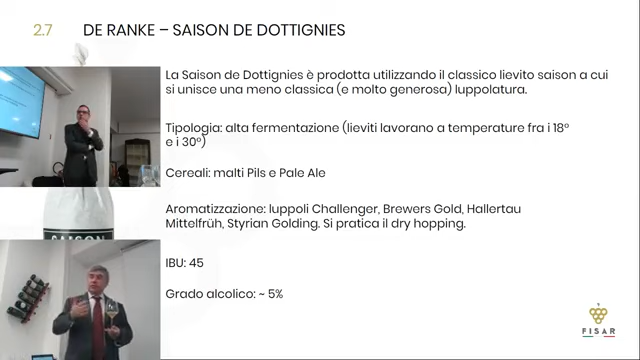 2.7 DE RANKE – SAISON DE DOTTIGNIES
La Saison de Dottignies è prodotta utilizzando il classico lievito saison a cui
si unisce una meno classica (e molto generosa) luppolatura.
Tipologia: alta fermentazione (lieviti lavorano a temperature fra i 18°
e i 30°)
Cereali: malti Pils e Pale Ale
Aromatizzazione: luppoli Challenger, Brewers Gold, Hallertau
Mittelfrüh, Styrian Golding. Si pratica il dry hopping.
SAISON
IBU: 45
Grado alcolico: ~ 5%
FISAR